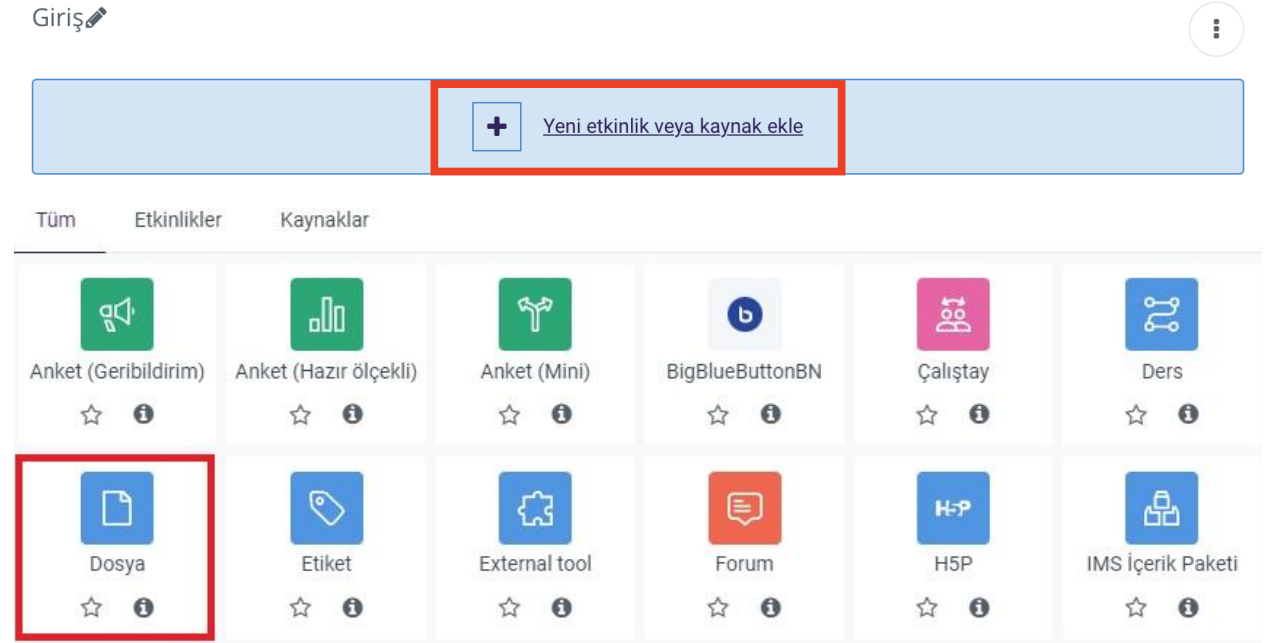 Giriş
Yeni etkinlik veya kaynak ekle
Tüm Etkinlikler Kaynaklar
Anket (Geribildirim) Anket (Hazır ölçekli) Anket (Mini) BigBlueButtonBN Çalıştay Ders
H5P
Dosya Etiket External tool Forum H5P IMS İçerik Paketi